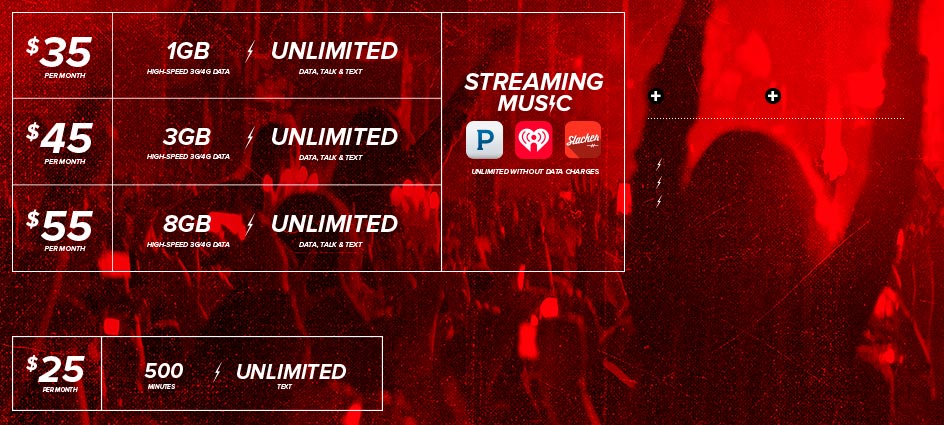 $35
PER MONTH
1GB
HIGH-SPEED 3G/4G DATA
UNLIMITED
DATA, TALK & TEXT
$45
PER MONTH
3GB
HIGH-SPEED 3G/4G DATA
UNLIMITED
DATA, TALK & TEXT
$55
PER MONTH
8GB
HIGH-SPEED 3G/4G DATA
UNLIMITED
DATA, TALK & TEXT
STREAMING
MUSIC
P
Slacker
UNLIMITED WITHOUT DATA CHARGES
$25
PER MONTH
500
MINUTES
UNLIMITED
TEXT